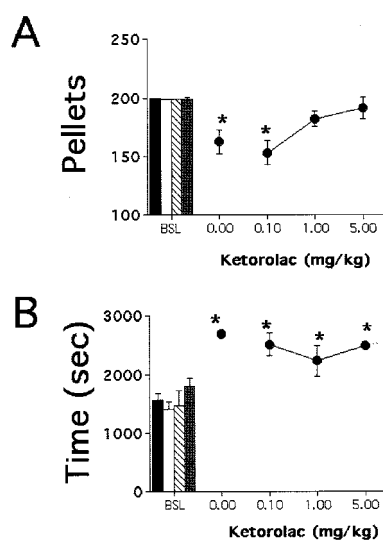 A
Pellets
250
200
150
100
*
*
BSL 0.00 0.10 1.00 5.00
Ketorolac (mg/kg)
B
Time (sec)
3000
2000
1000
0
* * * *
BSL 0.00 0.10 1.00 5.00
Ketorolac (mg/kg)